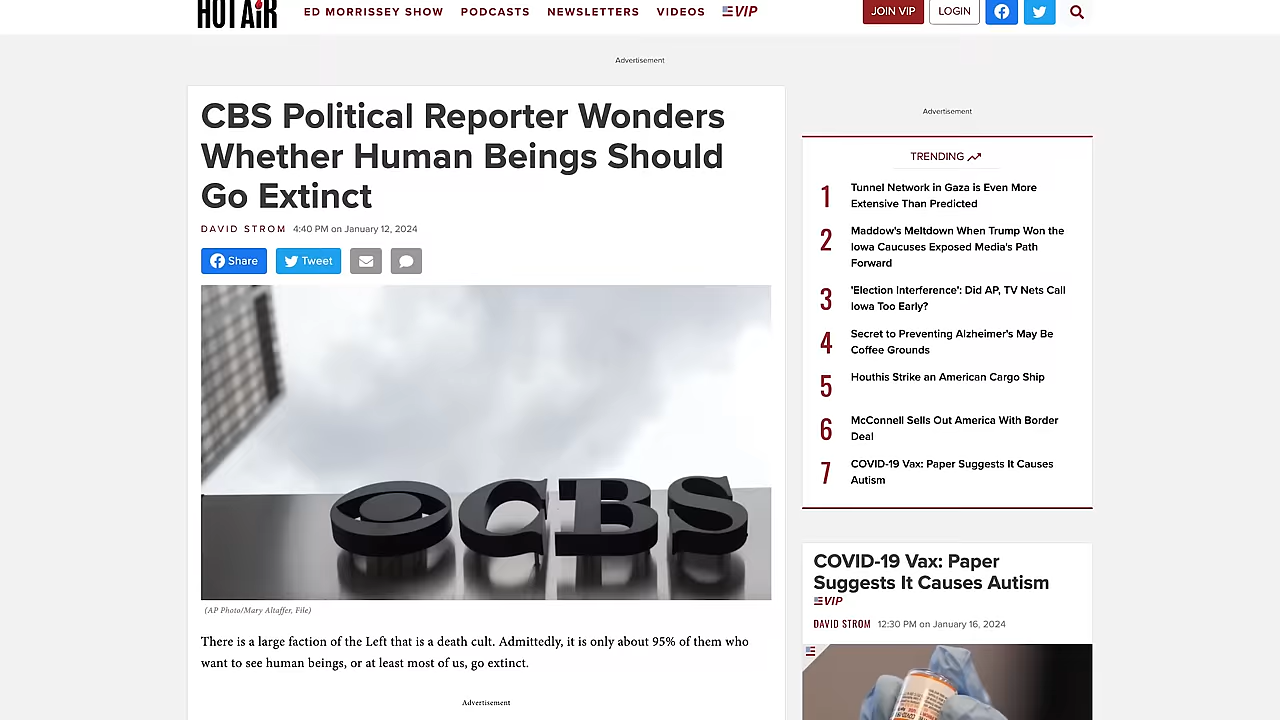 HOT AIR
ED MORRISSEY SHOW PODCASTS NEWSLETTERS VIDEOS VIP
JOIN VIP LOGIN
Advertisement
CBS Political Reporter Wonders
Whether Human Beings Should
Go Extinct
DAVID STROM 4:40 PM on January 12, 2024
Share Tweet
CBS
(AP Photo/Mary Altaffer, File)
There is a large faction of the Left that is a death cult. Admittedly, it is only about 95% of them who
want to see human beings, or at least most of us, go extinct.
Advertisement
Advertisement
TRENDING
1 Tunnel Network in Gaza is Even More
Extensive Than Predicted
2 Maddow's Meltdown When Trump Won the
Iowa Caucuses Exposed Media's Path
Forward
3 'Election Interference': Did AP, TV Nets Call
Iowa Too Early?
4 Secret to Preventing Alzheimer's May Be
Coffee Grounds
5 Houthis Strike an American Cargo Ship
6 McConnell Sells Out America With Border
Deal
7 COVID-19 Vax: Paper Suggests It Causes
Autism
COVID-19 Vax: Paper
Suggests It Causes Autism
VIP
DAVID STROM 12:30 PM on January 16, 2024